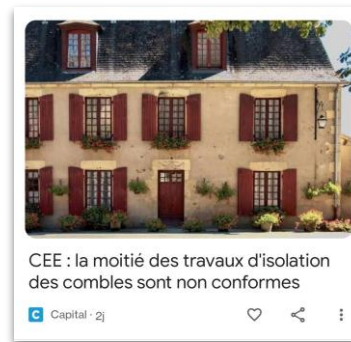 CEE : la moitié des travaux d'isolation
des combles sont non conformes
C Capital · 2j